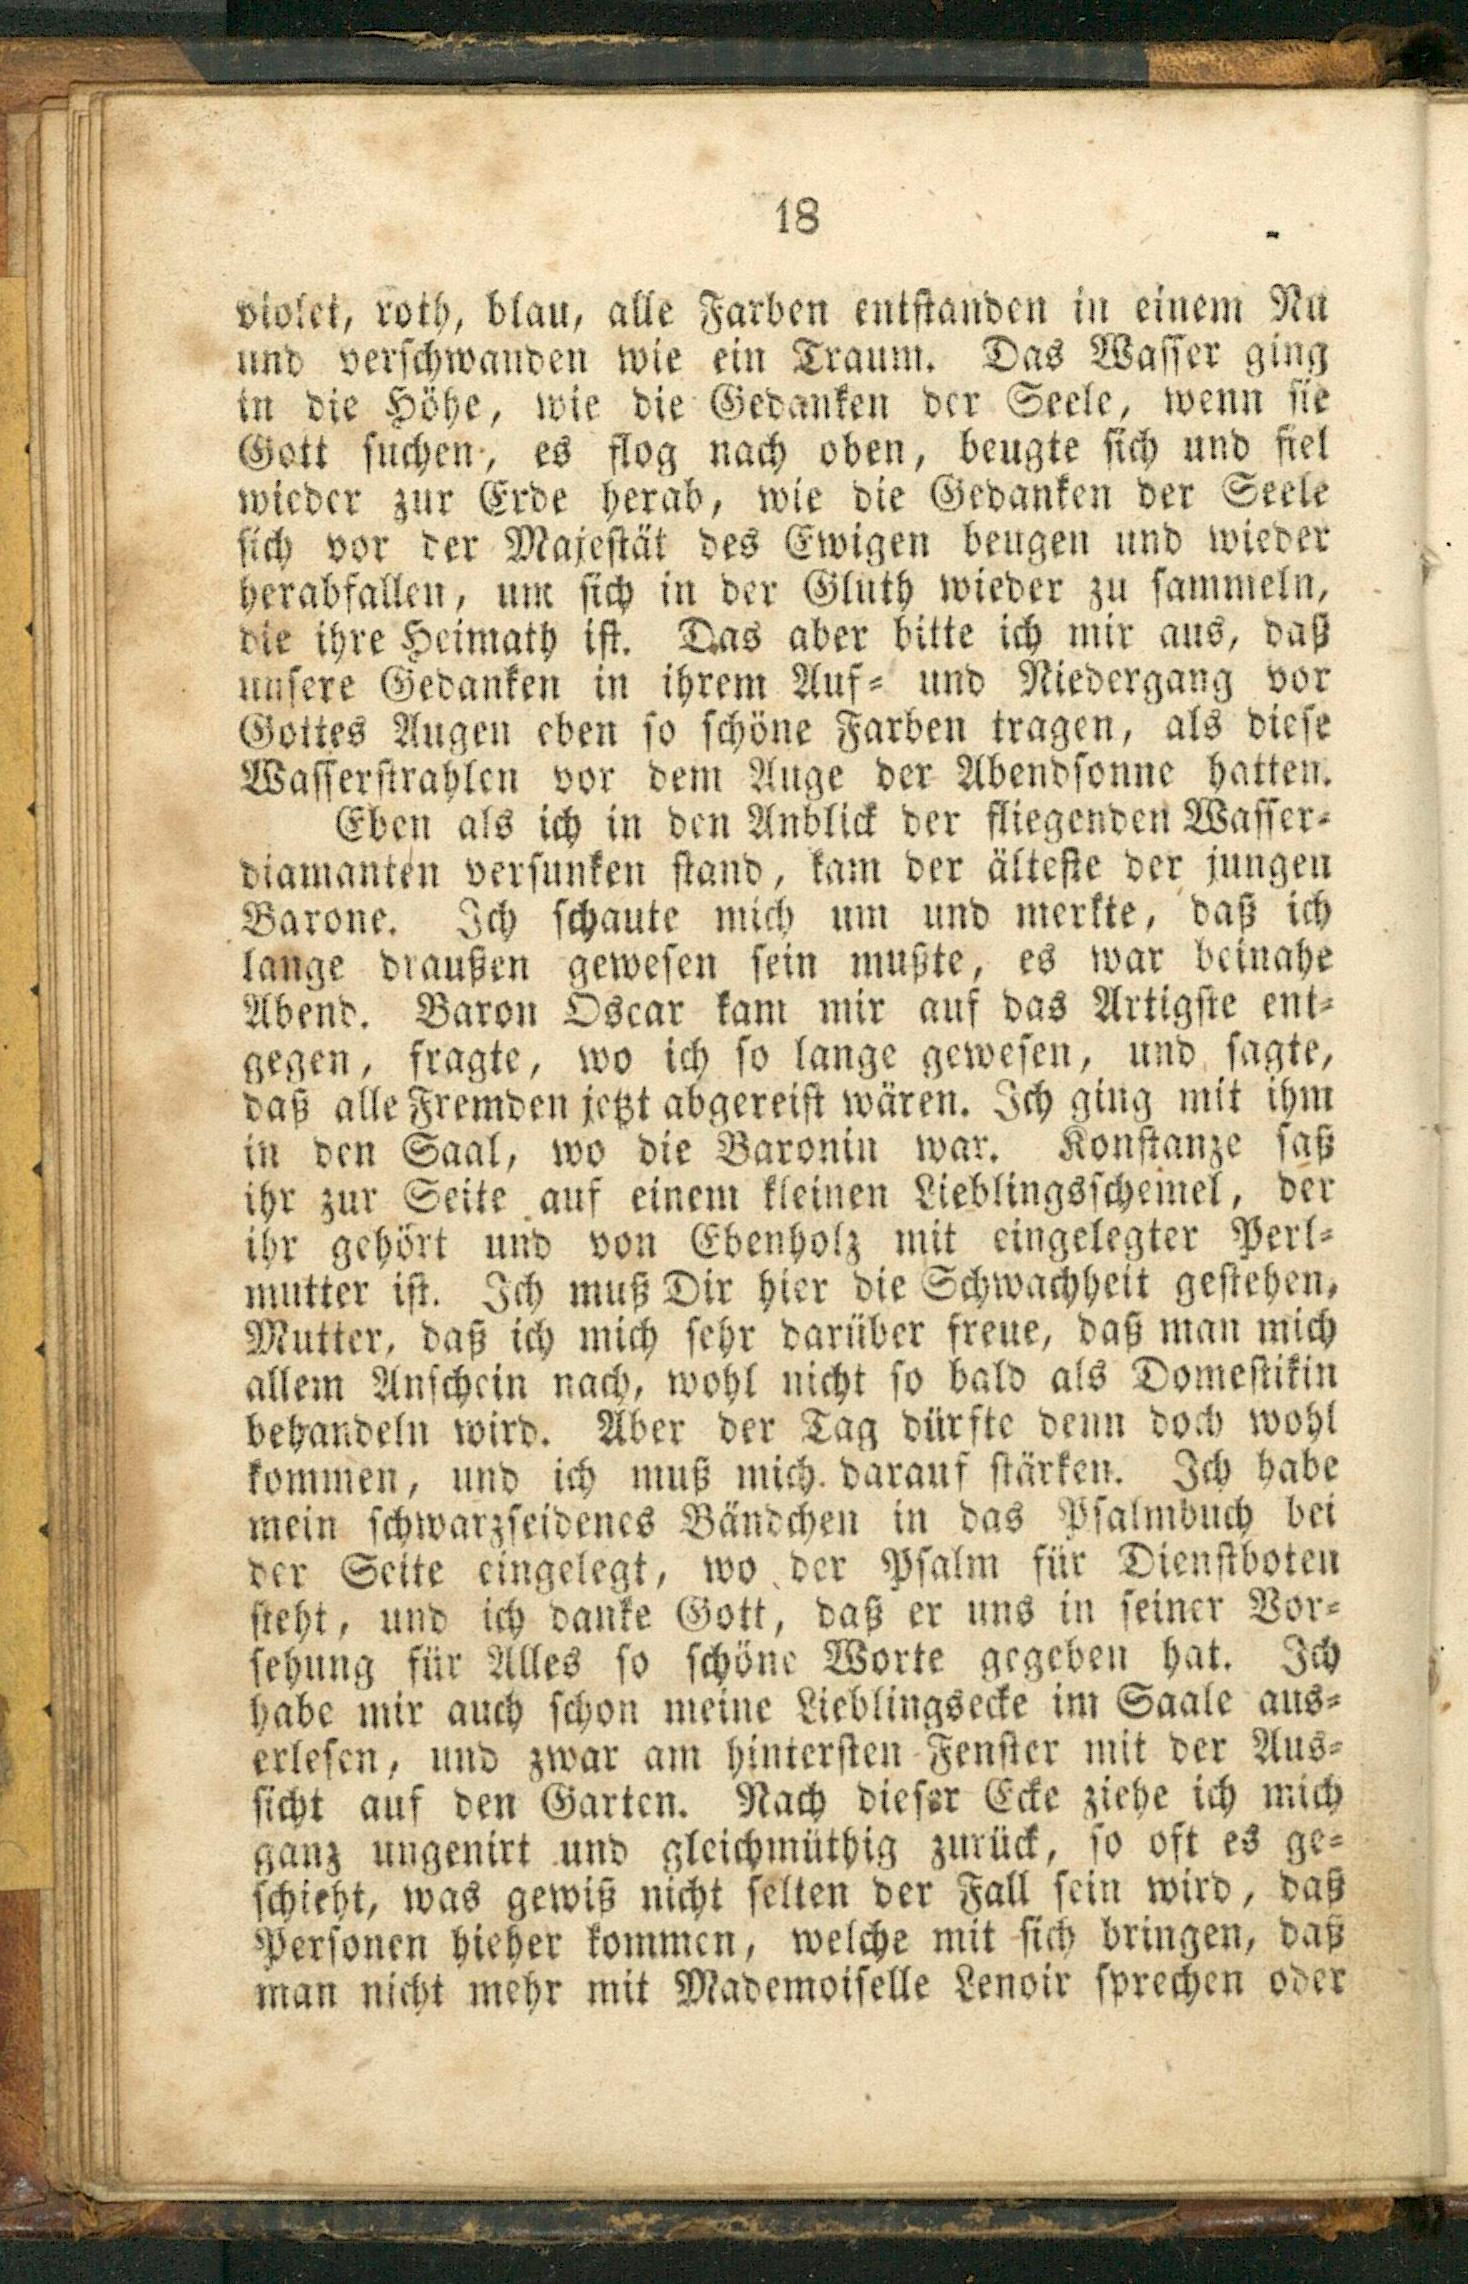 18
violet, roth, blau, alle Farben entstanden in einem Nu
und verschwanden wie ein Traum. Das Wasser ging
in die Höhe, wie die Gedanken der Seele, wenn sie
Gott suchen, es flog nach oben, beugte sich und fiel
wieder zur Erde herab, wie die Gedanken der Seele
sich vor der Majestät des Ewigen beugen und wieder
herabfallen, um sich in der Gluth wieder zu sammeln,
die ihre Heimath ist. Das aber bitte ich mir aus, daß
unsere Gedanken in ihrem Auf- und Niedergang vor
Gottes Augen eben so schöne Farben tragen, als diese
Wasserstrahlen vor dem Auge der Abendsonne hatten.
Eben als ich in den Anblick der fliegenden Wasser-
diamanten versunken stand, kam der älteste der jungen
Barone. Ich schaute mich um und merkte, daß ich
lange draußen gewesen sein mußte, es war beinahe
Abend. Baron Oscar kam mir auf das Artigste ent-
gegen, fragte, wo ich so lange gewesen, und sagte,
daß alle Fremden jetzt abgereist wären. Ich ging mit ihm
in den Saal, wo die Baronin war. Konstanze saß
ihr zur Seite auf einem kleinen Lieblingsschemel, der
ihr gehört und von Ebenholz mit eingelegter Perl-
mutter ist. Ich muß Dir hier die Schwachheit gestehen,
Mutter, daß ich mich sehr darüber freue, daß man mich
allem Anschein nach, wohl nicht so bald als Domestikin
behandeln wird. Aber der Tag dürfte denn doch wohl
kommen, und ich muß mich darauf stärken. Ich habe
mein schwarzseidenes Bändchen in das Psalmbuch bei
der Seite eingelegt, wo der Psalm für Dienstboten
steht, und ich danke Gott, daß er uns in seiner Vor-
sehung für Alles so schöne Worte gegeben hat. Ich
habe mir auch schon meine Lieblingsecke im Saale aus-
erlesen, und zwar am hintersten Fenster mit der Aus-
sicht auf den Garten. Nach dieser Ecke ziehe ich mich
ganz ungenirt und gleichmüthig zurück, so oft es ge-
schieht, was gewiß nicht selten der Fall sein wird, daß
Personen hieher kommen, welche mit sich bringen, daß
man nicht mehr mit Mademoiselle Lenoir sprechen oder